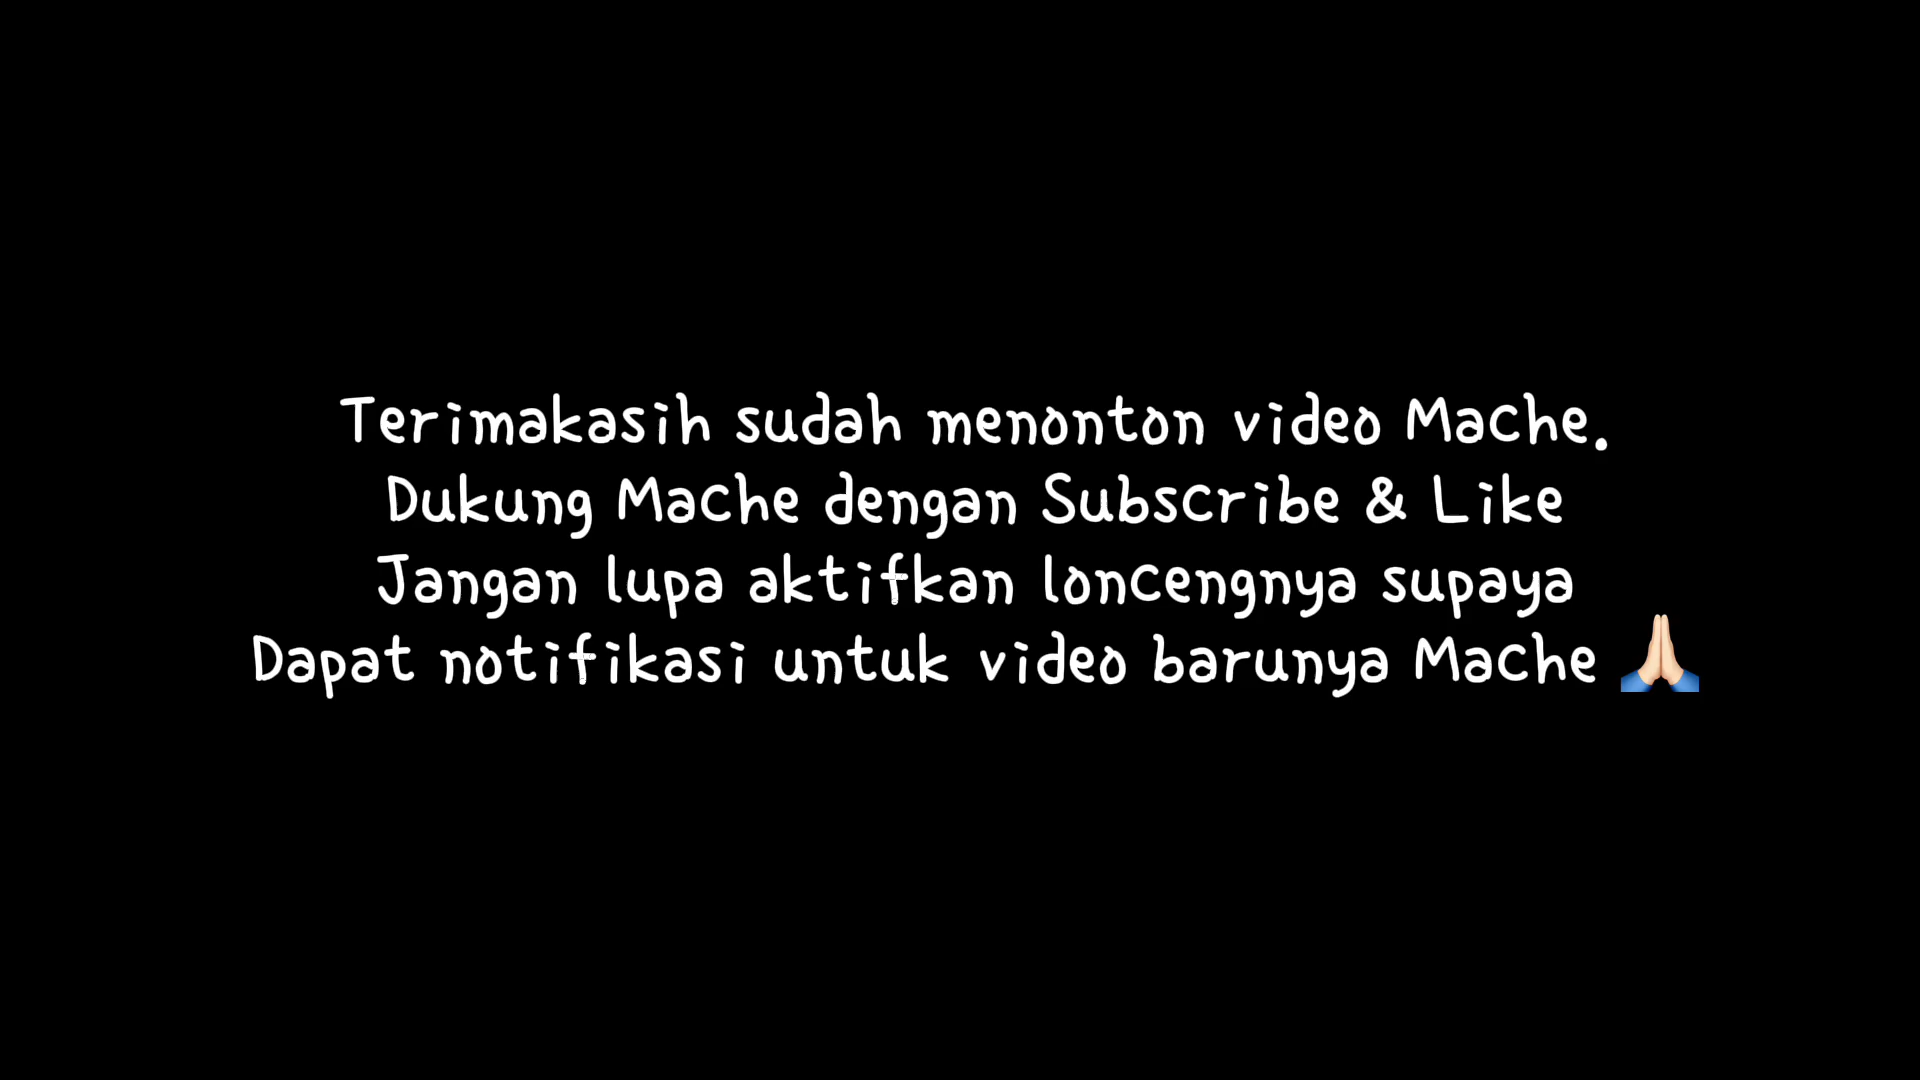 Terimakasih sudah menonton video Mache.
Dukung Mache dengan Subscribe & Like
Jangan lupa aktifkan loncengnya supaya
Dapat notifikasi untuk video barunya Mache 🙏🏻